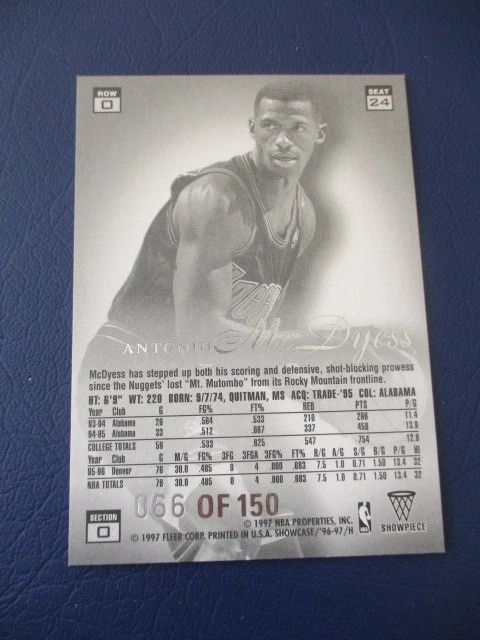 ROW
0
SEAT
24
ANTONIO McDyess
McDyess has stepped up both his scoring and defensive, shot-blocking prowess
since the Nuggets' lost "Mt. Mutombo" from its Rocky Mountain frontline.
HT: 6'9" WT: 220 BORN: 9/7/74, QUITMAN, MS ACQ: TRADE-'95 COL: ALABAMA
Year Club G FG% FT% REB PTS P/G
93-94 Alabama 26 .564 .533 210 296 11.4
94-95 Alabama 33 .512 .667 337 458 13.9
COLLEGE TOTALS 59 .533 .625 547 754 12.8
Year Club G M/G FG% 3FG 3FGA 3FG% FT% R/G A/G S/G B/G P/G HI
95-96 Denver 76 30.0 .485 0 4 .000 .683 7.5 1.0 0.71 1.50 13.4 32
NBA TOTALS 76 30.0 .485 0 4 .000 .683 7.5 1.0 0.71 1.50 13.4 32
066 OF 150
SECTION
0
© 1997 NBA PROPERTIES, INC.
© 1997 FLEER CORP. PRINTED IN U.S.A. SHOWCASE/'96-97/H
SHOWPIECE